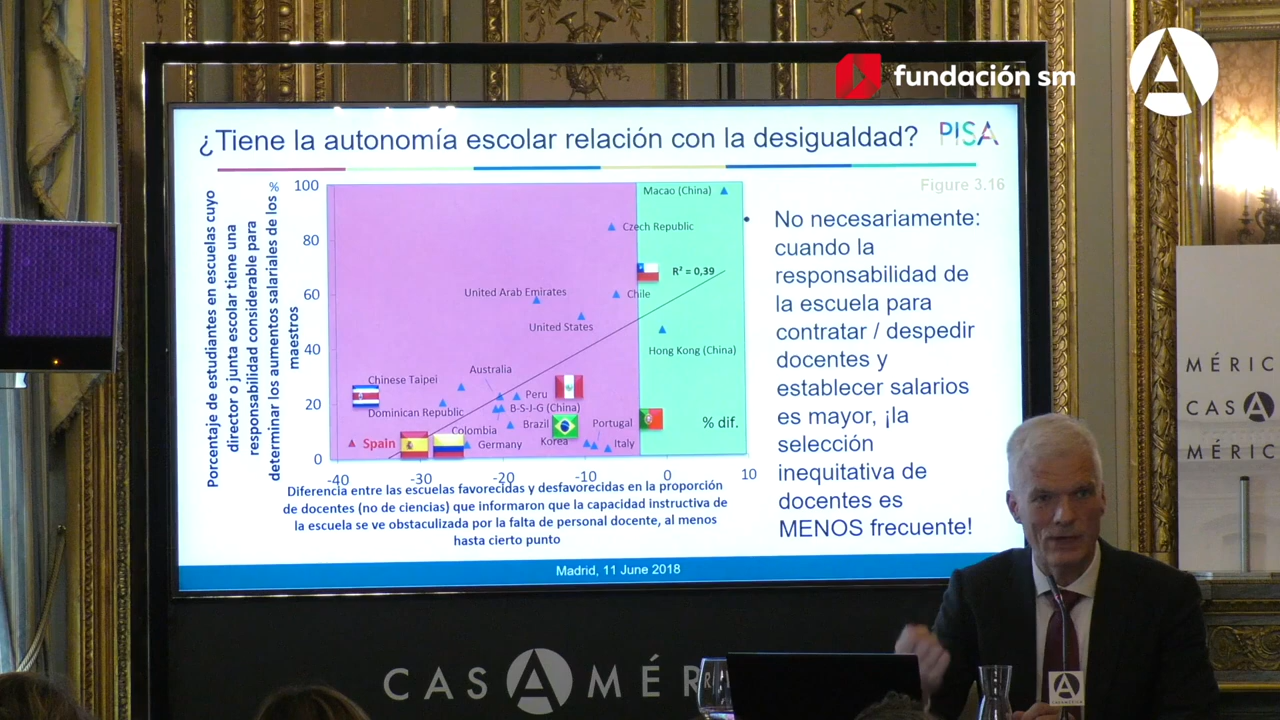 fundación sm
¿Tiene la autonomía escolar relación con la desigualdad?
PISA
Figure 3.16
Porcentaje de estudiantes en escuelas cuyo
director o junta escolar tiene una
responsabilidad considerable para
determinar los aumentos salariales de los
maestros
%
100
80
60
40
20
0
-40
-30
-20
-10
0
10
Macao (China)
Czech Republic
R² = 0,39
United Arab Emirates
Chile
United States
Hong Kong (China)
Australia
Chinese Taipei
Peru
Dominican Republic
B-S-J-G (China)
Brazil
Portugal
% dif.
Colombia
Spain
Germany
Korea
Italy
Diferencia entre las escuelas favorecidas y desfavorecidas en la proporción
de docentes (no de ciencias) que informaron que la capacidad instructiva de
la escuela se ve obstaculizada por la falta de personal docente, al menos
hasta cierto punto
• No necesariamente:
cuando la
responsabilidad de
la escuela para
contratar / despedir
docentes y
establecer salarios
es mayor, ¡la
selección
inequitativa de
docentes es
MENOS frecuente!
Madrid, 11 June 2018
CASAMÉR
MÉRIC
CASA
MÉRIC